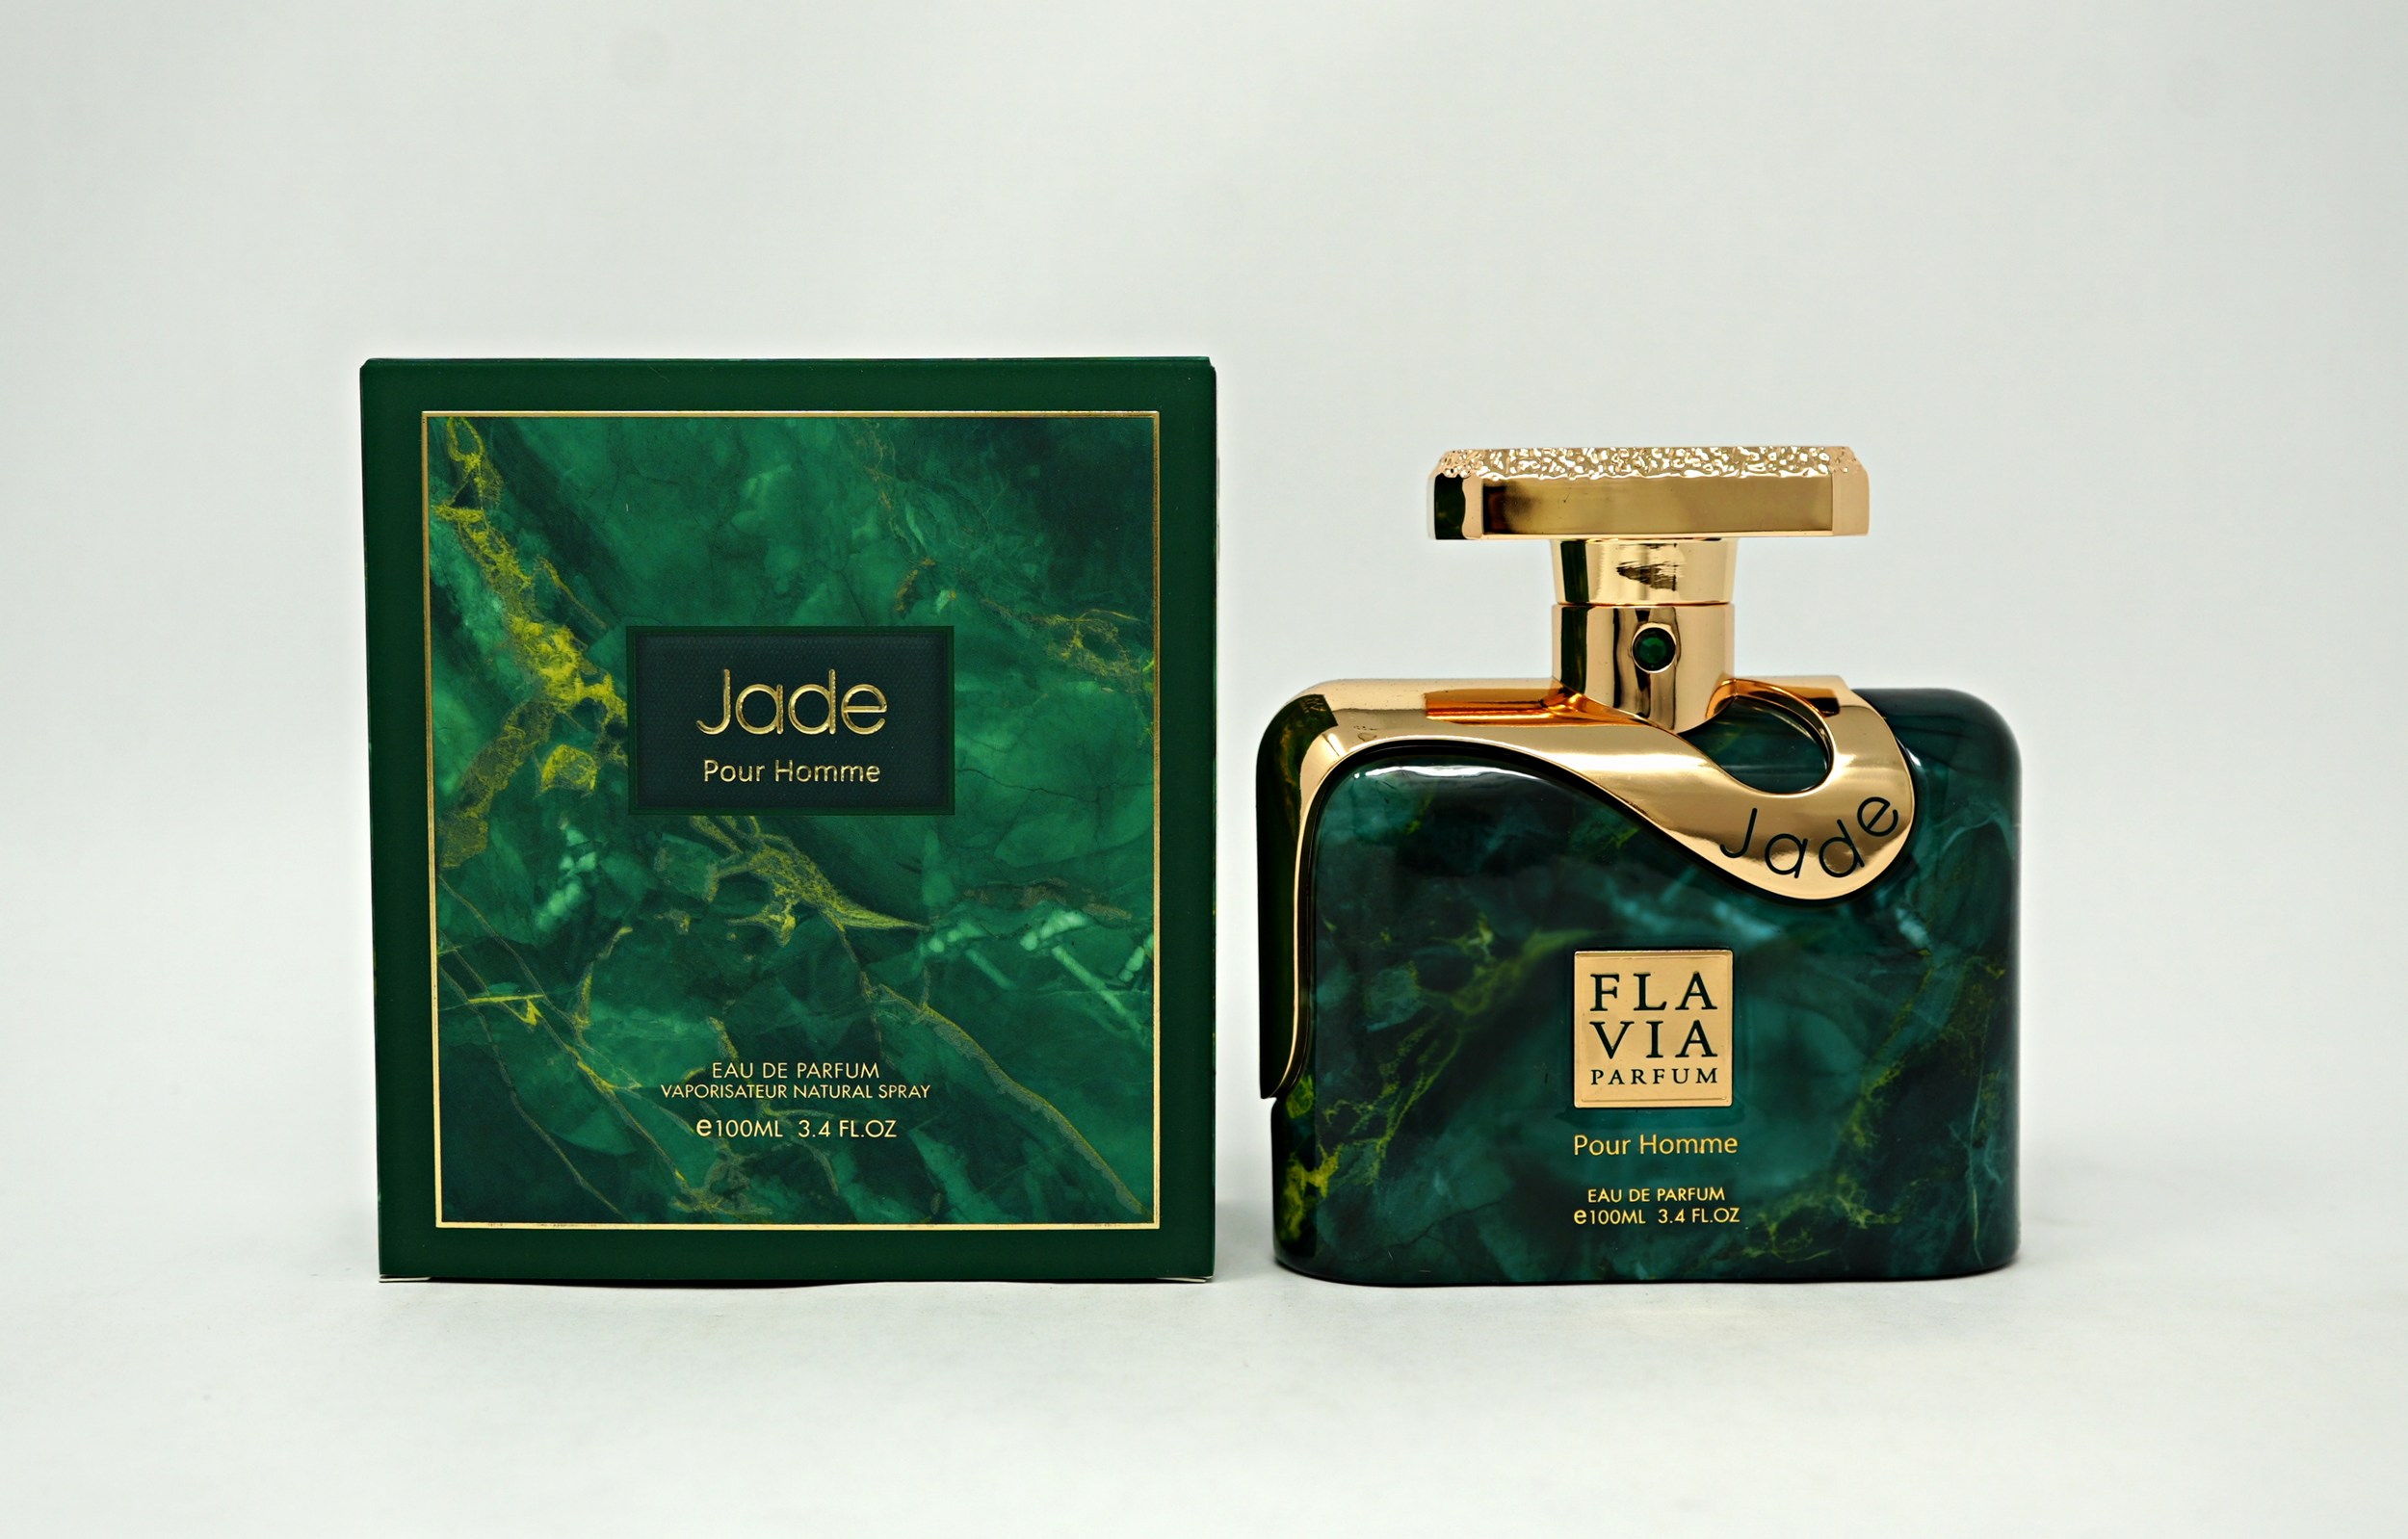 Jade
Pour Homme
EAU DE PARFUM
VAPORISATEUR NATURAL SPRAY
e100ML 3.4 FL.OZ
Jade
FLA
VIA
PARFUM
Pour Homme
EAU DE PARFUM
e100ML 3.4 FL.OZ